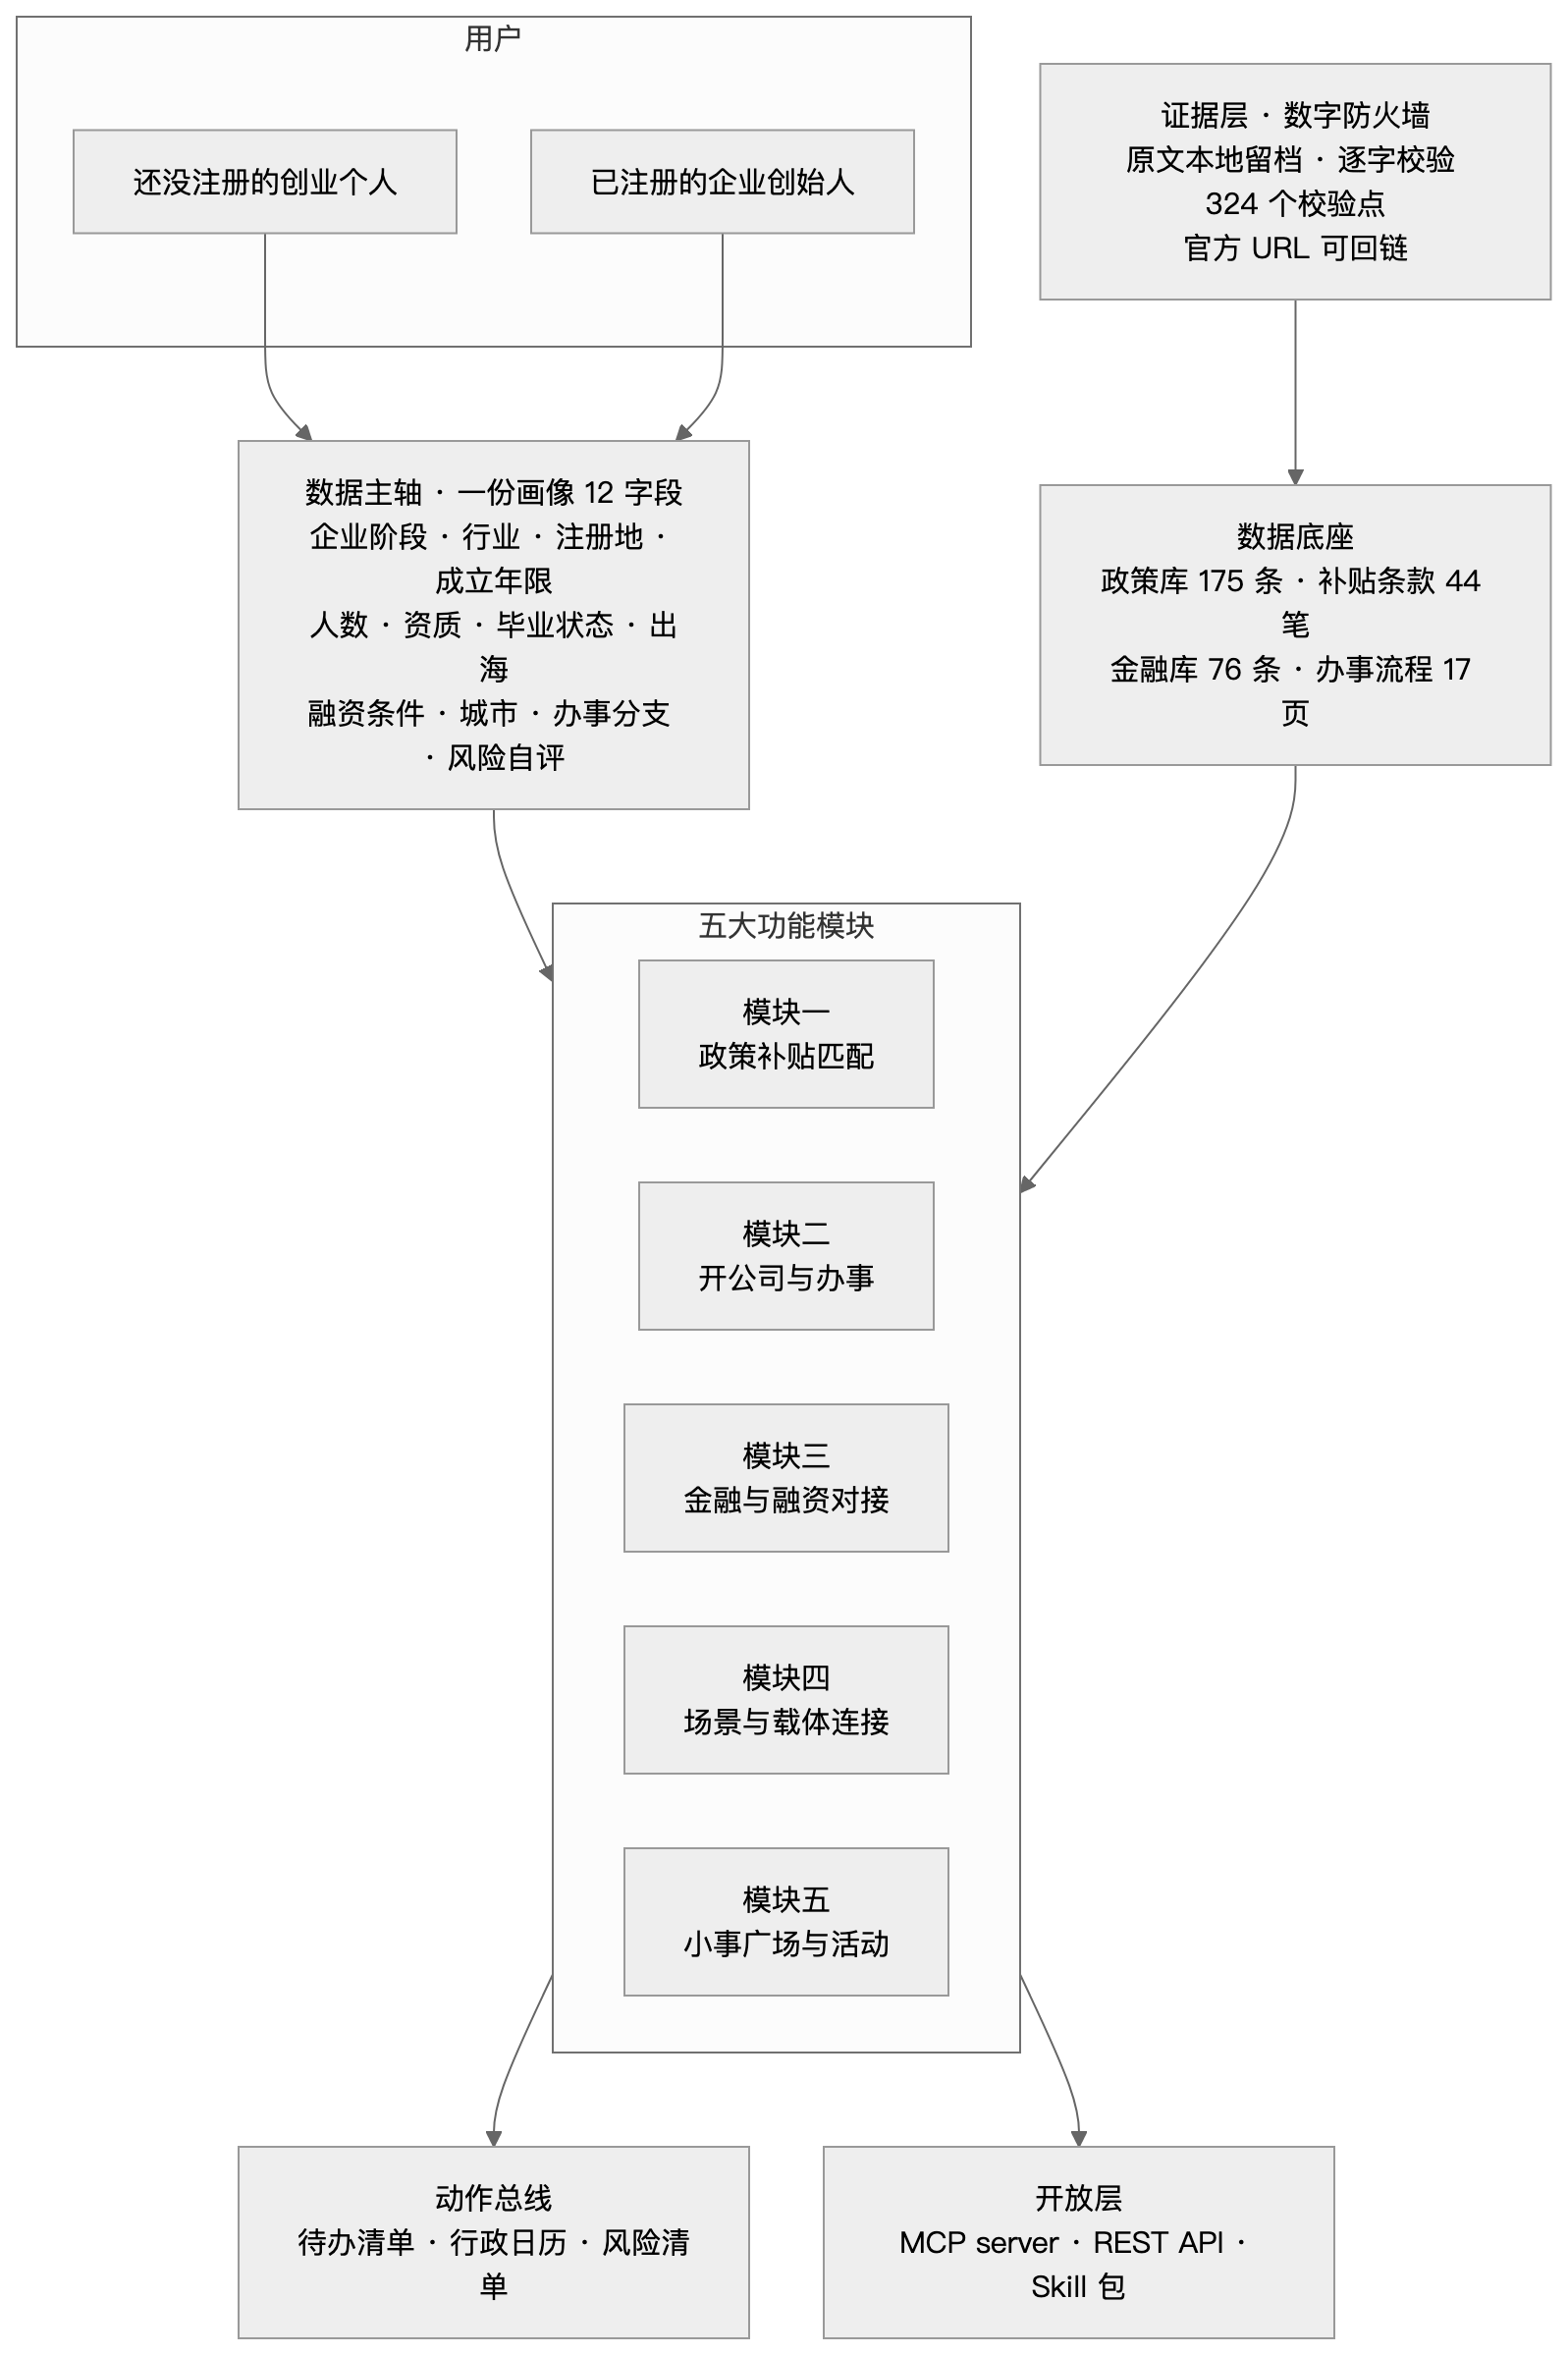 用户
还没注册的创业个人
已注册的企业创始人
证据层 · 数字防火墙
原文本地留档 · 逐字校验
324 个校验点
官方 URL 可回链
数据主轴 · 一份画像 12 字段
企业阶段 · 行业 · 注册地 ·
成立年限
人数 · 资质 · 毕业状态 · 出
海
融资条件 · 城市 · 办事分支
· 风险自评
数据底座
政策库 175 条 · 补贴条款 44
笔
金融库 76 条 · 办事流程 17
页
五大功能模块
模块一
政策补贴匹配
模块二
开公司与办事
模块三
金融与融资对接
模块四
场景与载体连接
模块五
小事广场与活动
动作总线
待办清单 · 行政日历 · 风险清
单
开放层
MCP server · REST API ·
Skill 包